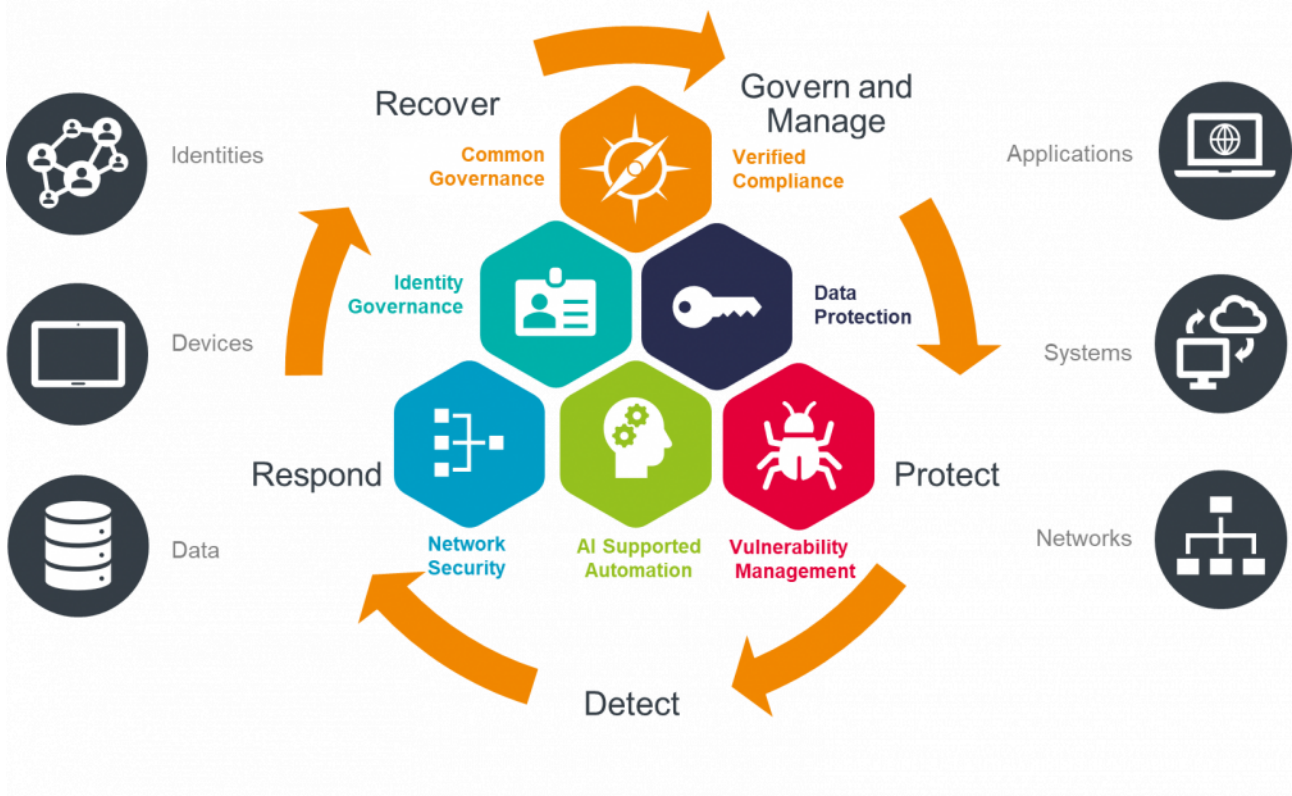 Recover
Govern and
Manage
Common
Governance
Verified
Compliance
Identities
Applications
Identity
Governance
Data
Protection
Devices
Systems
Respond
Protect
Network
Security
AI Supported
Automation
Vulnerability
Management
Data
Networks
Detect